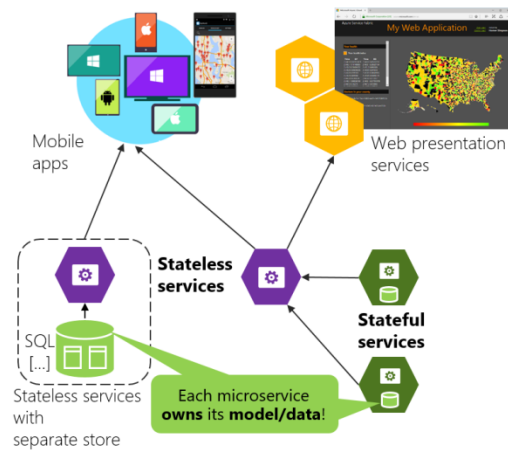 My Web Application
Mobile
apps
Web presentation
services
Stateless
services
Stateful
services
SQL
[...]
Stateless services
with
separate store
Each microservice
owns its model/data!